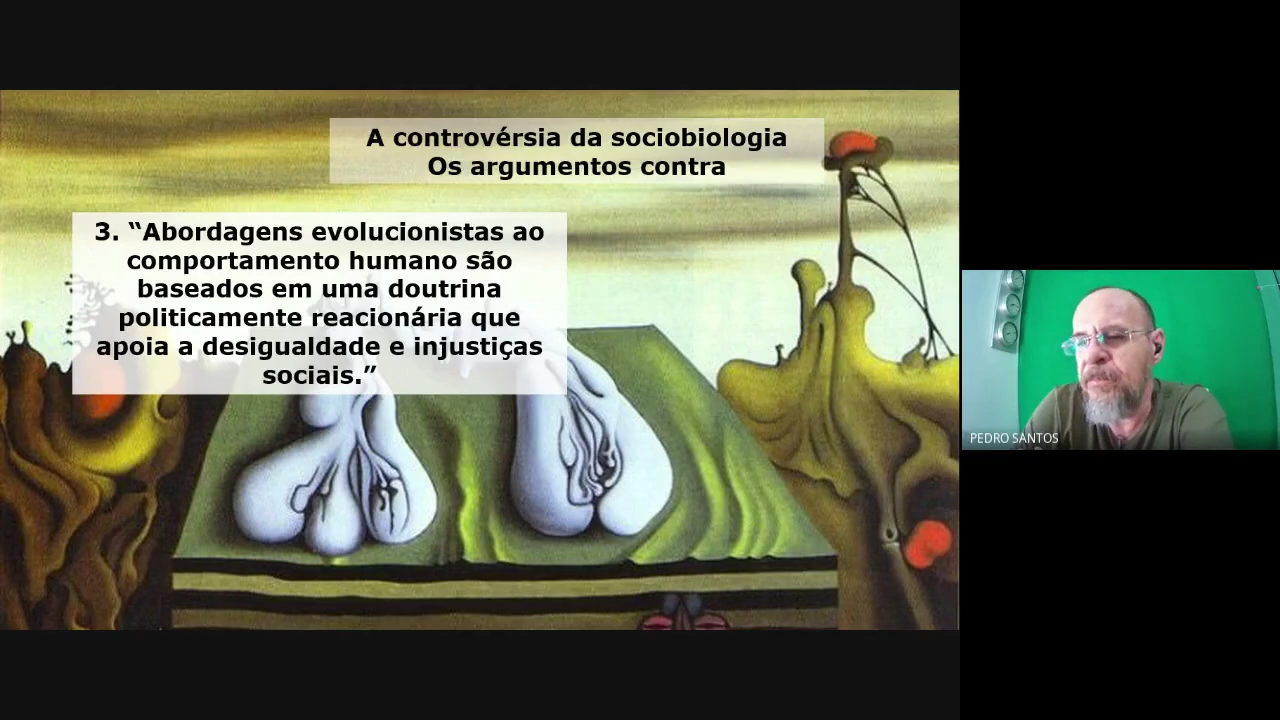 A controvérsia da sociobiologia
Os argumentos contra
3. “Abordagens evolucionistas ao
comportamento humano são
baseados em uma doutrina
politicamente reacionária que
apoia a desigualdade e injustiças
sociais.”
PEDRO SANTOS